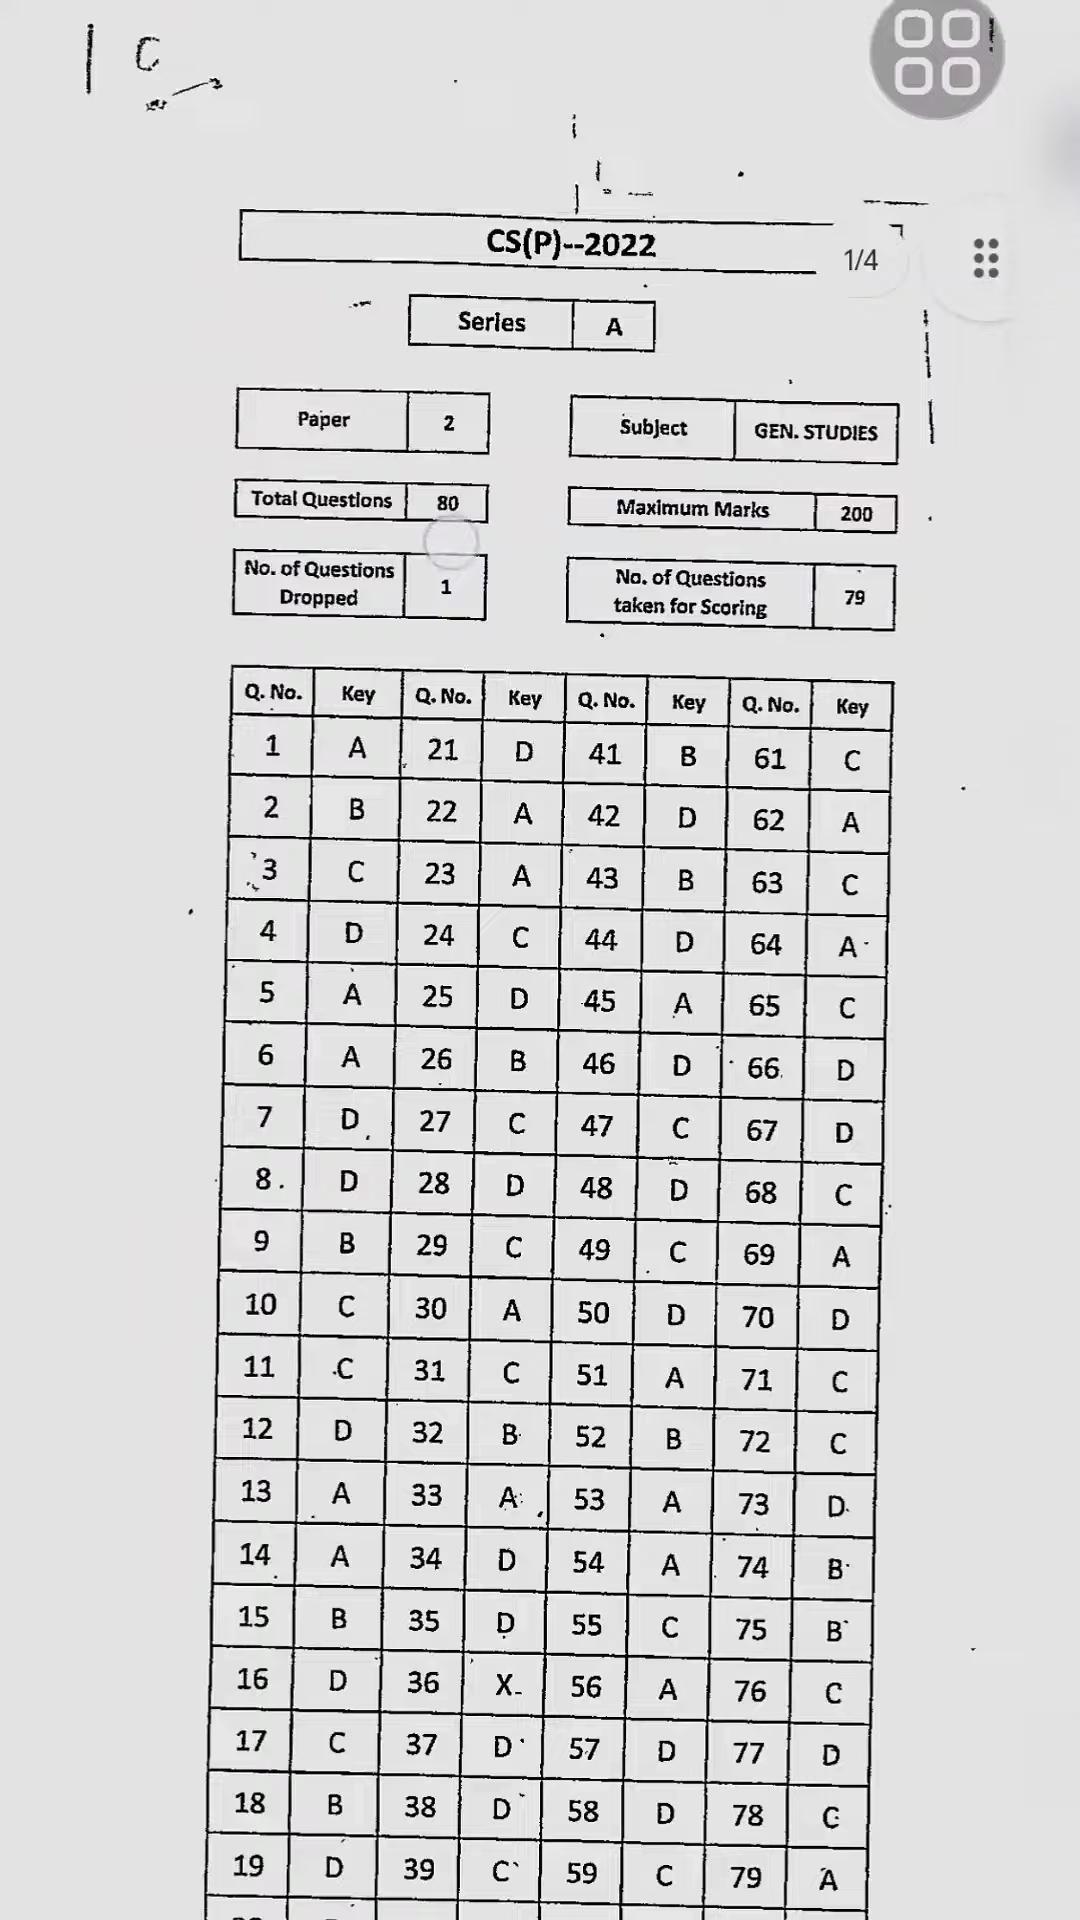 C
CS(P)--2022
1/4
Series A
Paper 2 Subject GEN. STUDIES
Total Questions 80 Maximum Marks 200
No. of Questions Dropped 1 No. of Questions taken for Scoring 79
Q. No. Key Q. No. Key Q. No. Key Q. No. Key
1 A 21 D 41 B 61 C
2 B 22 A 42 D 62 A
3 C 23 A 43 B 63 C
4 D 24 C 44 D 64 A
5 A 25 D 45 A 65 C
6 A 26 B 46 D 66 D
7 D 27 C 47 C 67 D
8 D 28 D 48 D 68 C
9 B 29 C 49 C 69 A
10 C 30 A 50 D 70 D
11 C 31 C 51 A 71 C
12 D 32 B 52 B 72 C
13 A 33 A 53 A 73 D
14 A 34 D 54 A 74 B
15 B 35 D 55 C 75 B
16 D 36 X 56 A 76 C
17 C 37 D 57 D 77 D
18 B 38 D 58 D 78 C
19 D 39 C 59 C 79 A